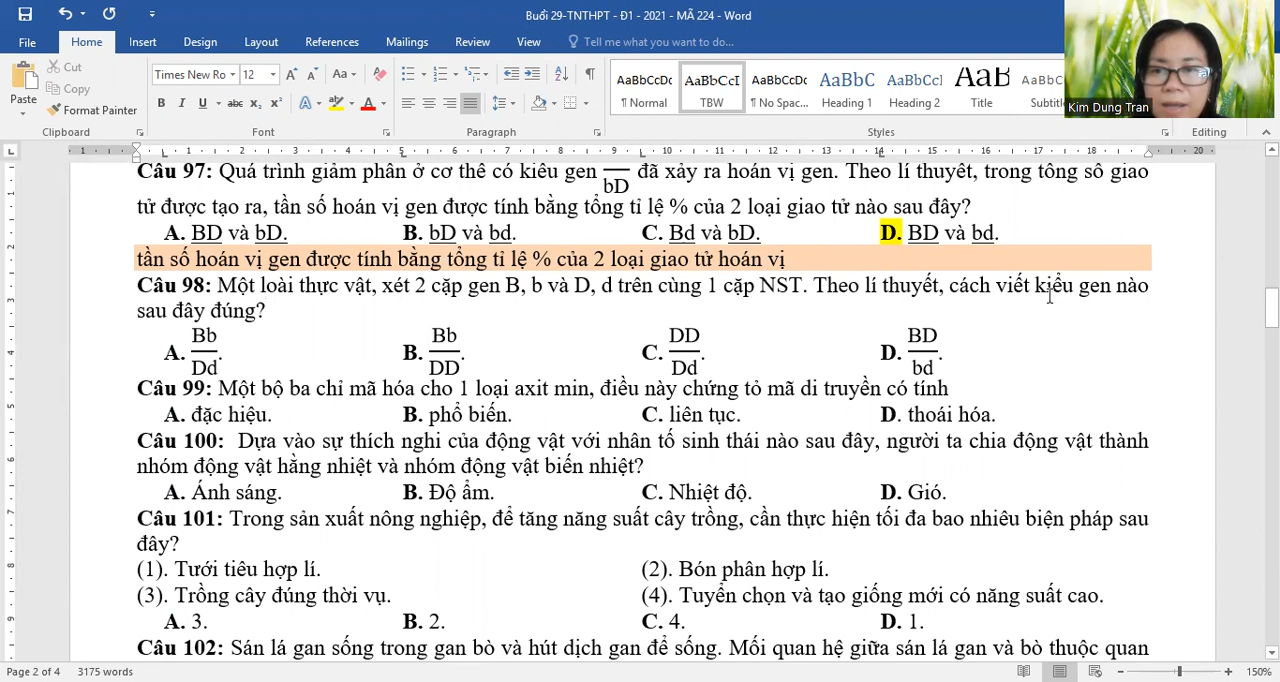 Buổi 29-TNTHPT - Đ1 - 2021 - MÃ 224 - Word
File Home Insert Design Layout References Mailings Review View Tell me what you want to do...
Paste
Cut
Copy
Format Painter
Times New Ro 12
AaBbCcDc AaBbCcI AaBbCcDc AaBbC AaBbCcI AaB AaBbCcD
¶ Normal TBW ¶ No Spac... Heading 1 Heading 2 Title Subtitl
Clipboard Font Paragraph Styles Editing
Kim Dung Tran
Câu 97: Quá trình giảm phân ở cơ thể có kiểu gen bD đã xảy ra hoán vị gen. Theo lí thuyết, trong tổng số giao
tử được tạo ra, tần số hoán vị gen được tính bằng tổng tỉ lệ % của 2 loại giao tử nào sau đây?
A. BD và bD. B. bD và bd. C. Bd và bD. D. BD và bd.
tần số hoán vị gen được tính bằng tổng tỉ lệ % của 2 loại giao tử hoán vị
Câu 98: Một loài thực vật, xét 2 cặp gen B, b và D, d trên cùng 1 cặp NST. Theo lí thuyết, cách viết kiểu gen nào
sau đây đúng?
A. Bb/Dd. B. Bb/DD. C. DD/Dd. D. BD/bd.
Câu 99: Một bộ ba chỉ mã hóa cho 1 loại axit min, điều này chứng tỏ mã di truyền có tính
A. đặc hiệu. B. phổ biến. C. liên tục. D. thoái hóa.
Câu 100: Dựa vào sự thích nghi của động vật với nhân tố sinh thái nào sau đây, người ta chia động vật thành
nhóm động vật hằng nhiệt và nhóm động vật biến nhiệt?
A. Ánh sáng. B. Độ ẩm. C. Nhiệt độ. D. Gió.
Câu 101: Trong sản xuất nông nghiệp, để tăng năng suất cây trồng, cần thực hiện tối đa bao nhiêu biện pháp sau
đây?
(1). Tưới tiêu hợp lí. (2). Bón phân hợp lí.
(3). Trồng cây đúng thời vụ. (4). Tuyển chọn và tạo giống mới có năng suất cao.
A. 3. B. 2. C. 4. D. 1.
Câu 102: Sán lá gan sống trong gan bò và hút dịch gan để sống. Mối quan hệ giữa sán lá gan và bò thuộc quan
Page 2 of 4 3175 words 150%